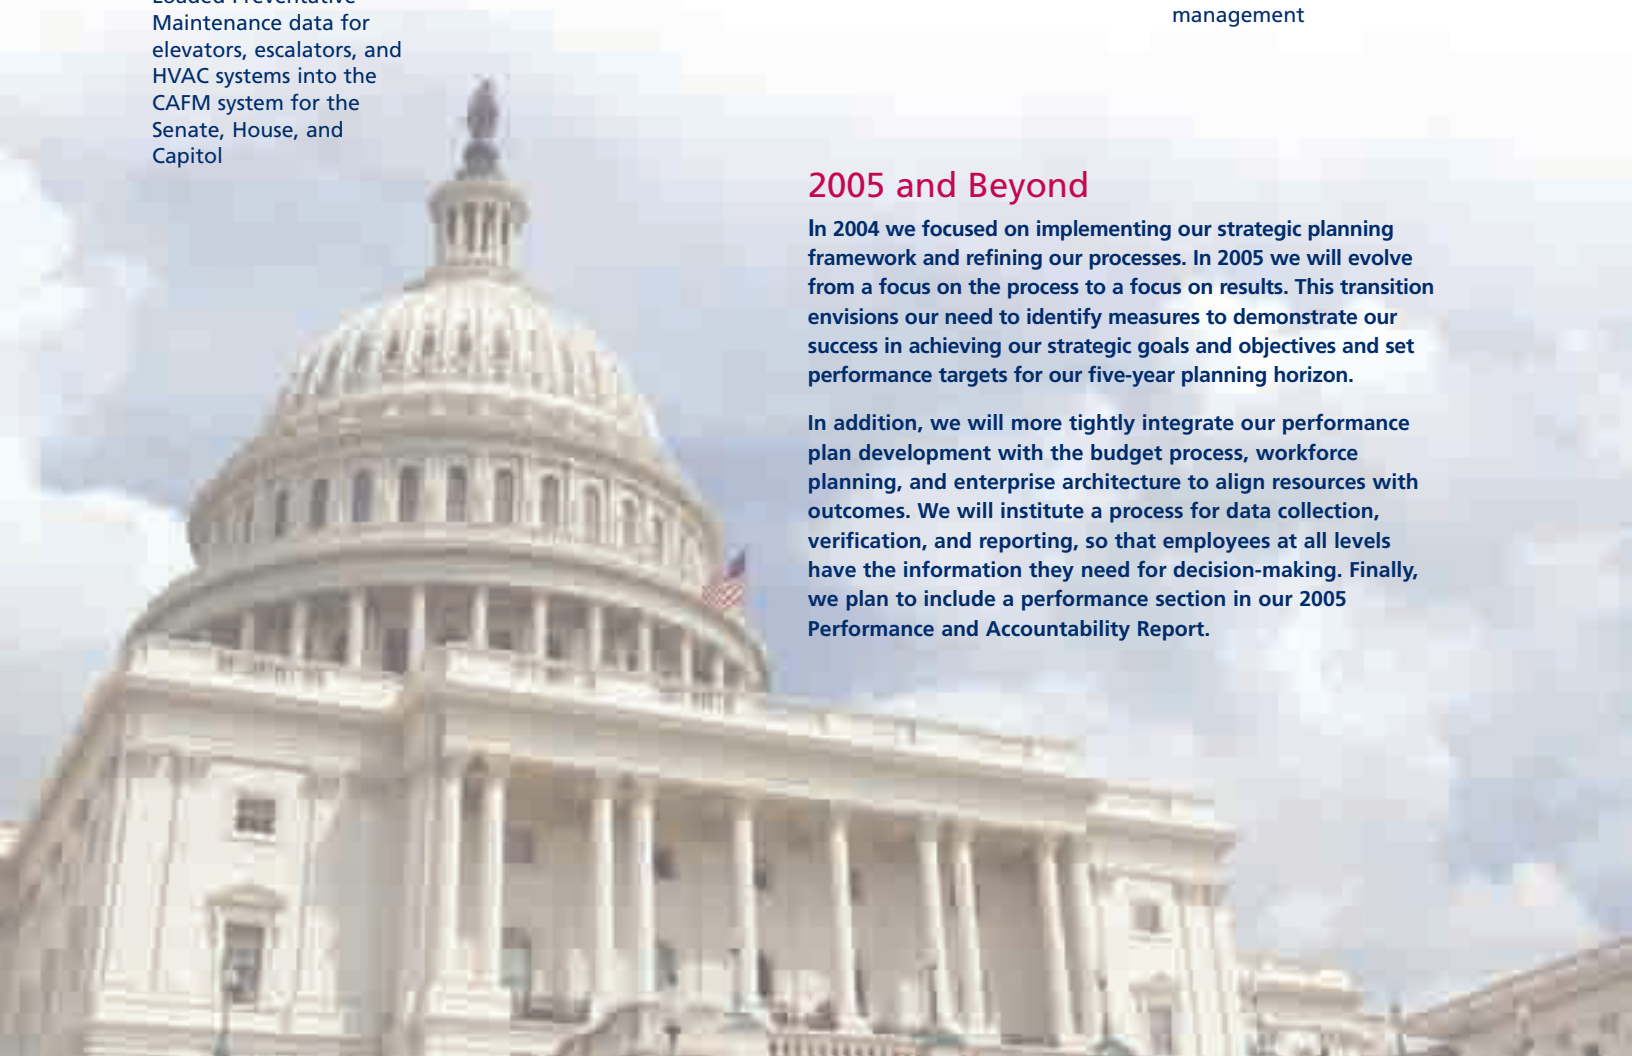 Loaded Preventative
Maintenance data for
elevators, escalators, and
HVAC systems into the
CAFM system for the
Senate, House, and
Capitol
management
2005 and Beyond
In 2004 we focused on implementing our strategic planning
framework and refining our processes. In 2005 we will evolve
from a focus on the process to a focus on results. This transition
envisions our need to identify measures to demonstrate our
success in achieving our strategic goals and objectives and set
performance targets for our five-year planning horizon.
In addition, we will more tightly integrate our performance
plan development with the budget process, workforce
planning, and enterprise architecture to align resources with
outcomes. We will institute a process for data collection,
verification, and reporting, so that employees at all levels
have the information they need for decision-making. Finally,
we plan to include a performance section in our 2005
Performance and Accountability Report.